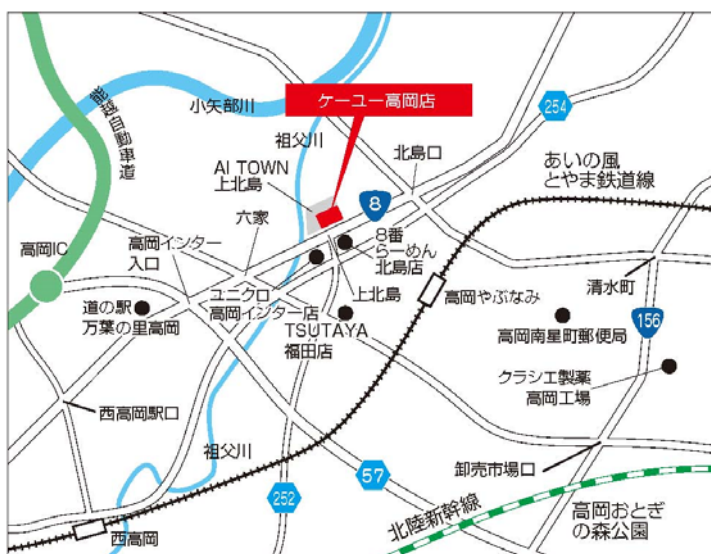 ケーユー高岡店
254
小矢部川
能越自動車道
祖父川
北島口
あいの風
とやま鉄道線
AI TOWN
上北島
8
六家
8番
らーめん
北島店
高岡IC
高岡インター
入口
上北島
清水町
高岡やぶなみ
道の駅
万葉の里高岡
ユニクロ
高岡インター店
TSUTAYA
福田店
高岡南星町郵便局
156
クラシエ製薬
高岡工場
西高岡駅口
祖父川
57
卸売市場口
252
北陸新幹線
高岡おとぎ
の森公園
西高岡